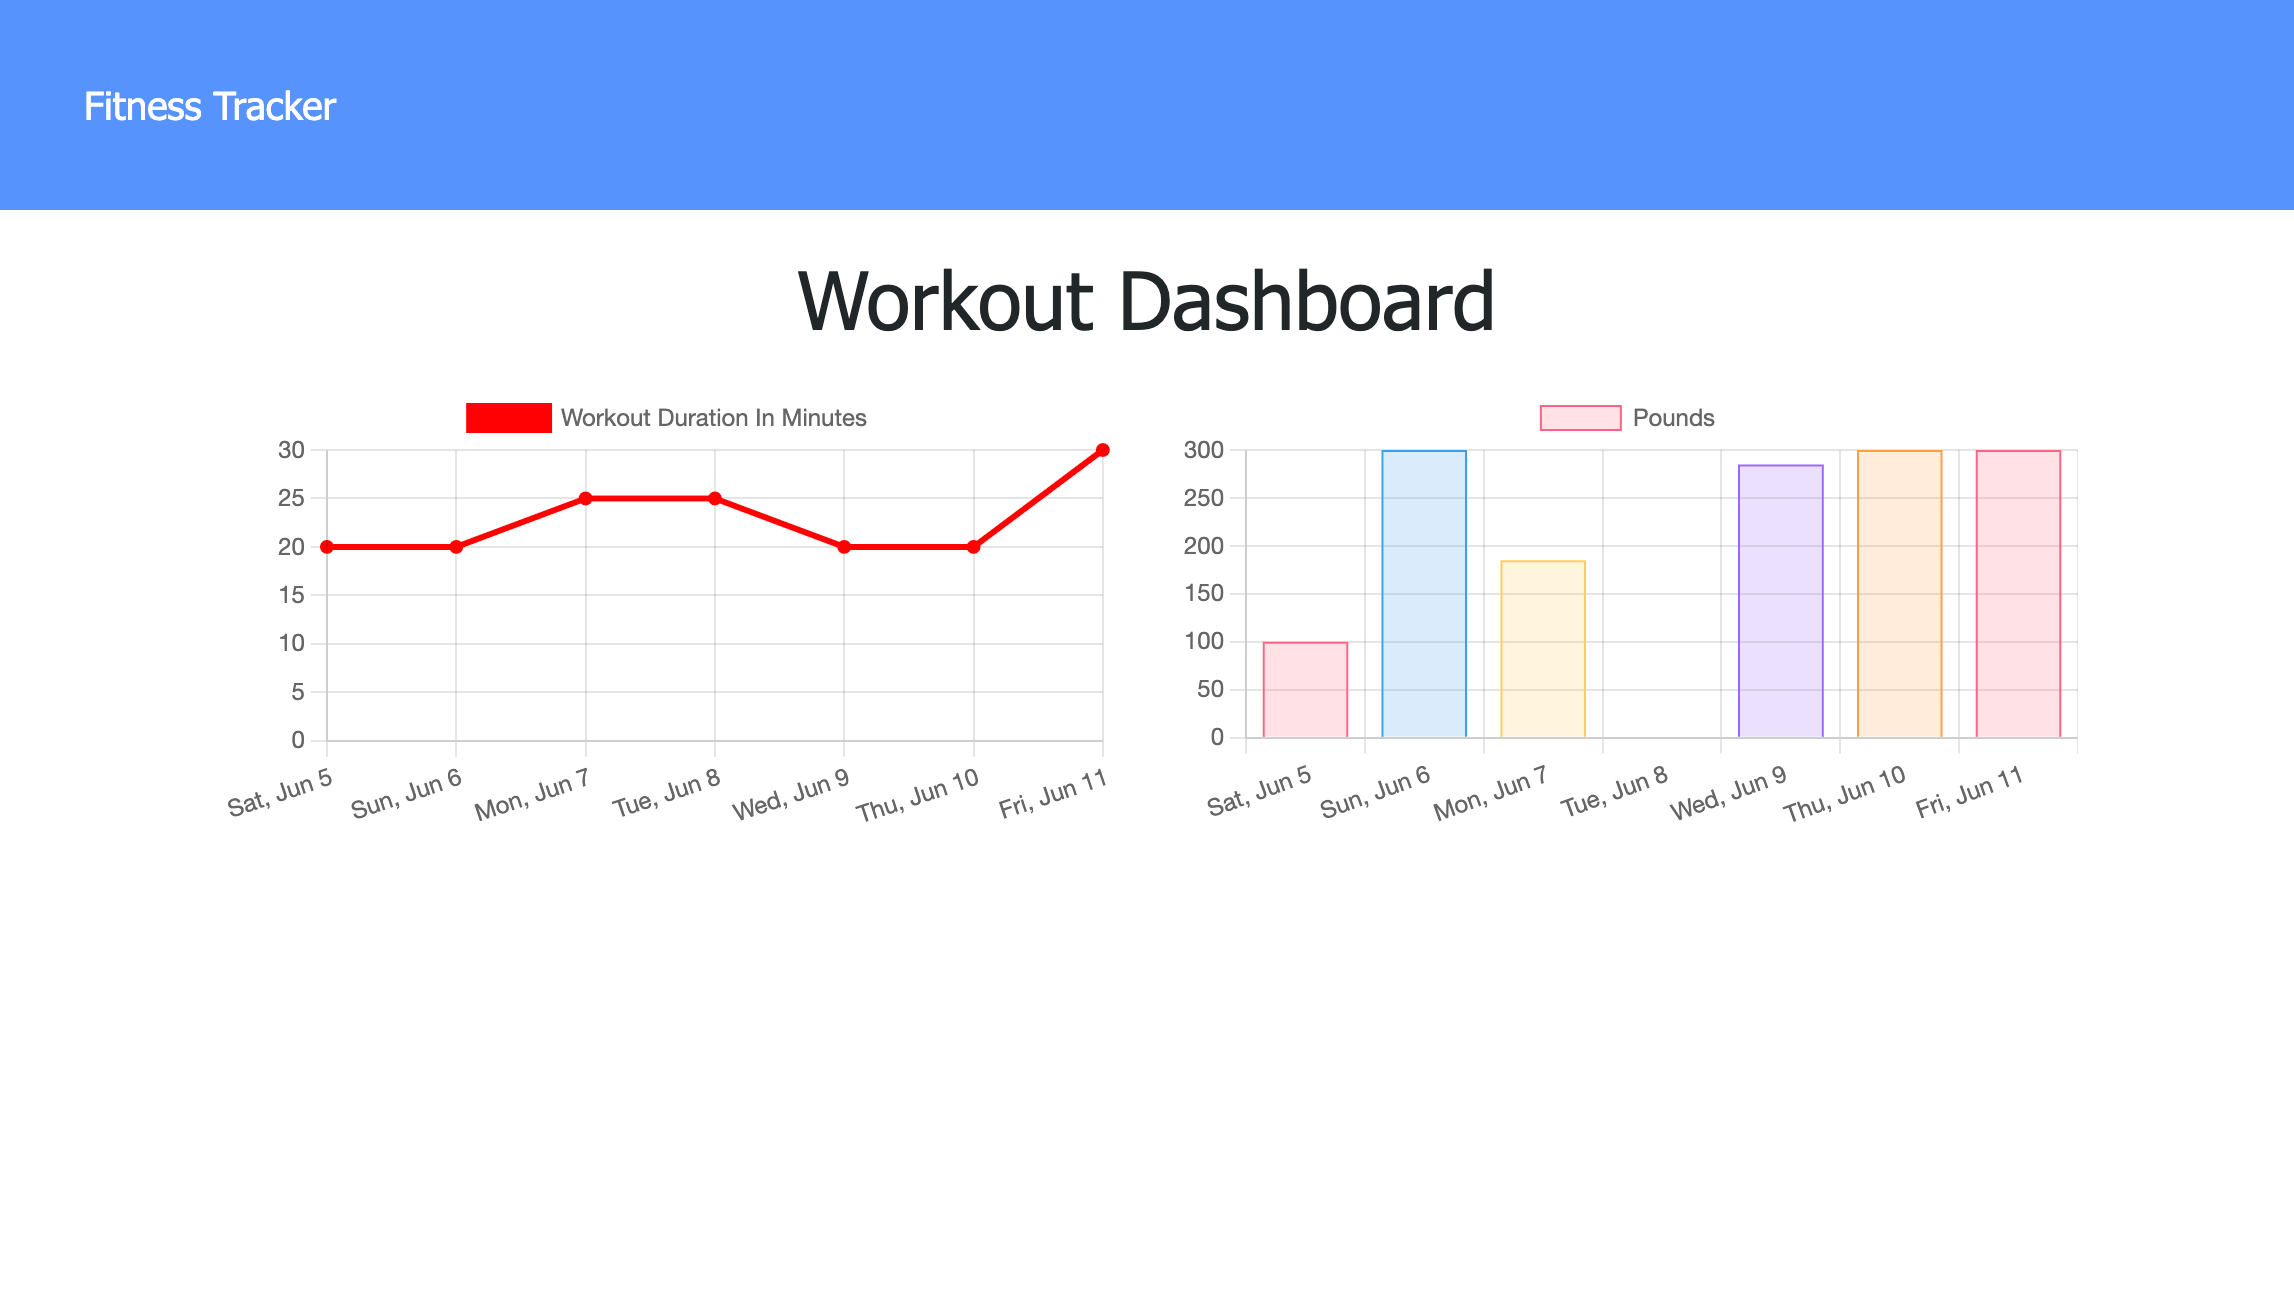 Fitness Tracker
Workout Dashboard
Workout Duration In Minutes
30
25
20
15
10
5
0
Sat, Jun 5
Sun, Jun 6
Mon, Jun 7
Tue, Jun 8
Wed, Jun 9
Thu, Jun 10
Fri, Jun 11
Pounds
300
250
200
150
100
50
0
Sat, Jun 5
Sun, Jun 6
Mon, Jun 7
Tue, Jun 8
Wed, Jun 9
Thu, Jun 10
Fri, Jun 11